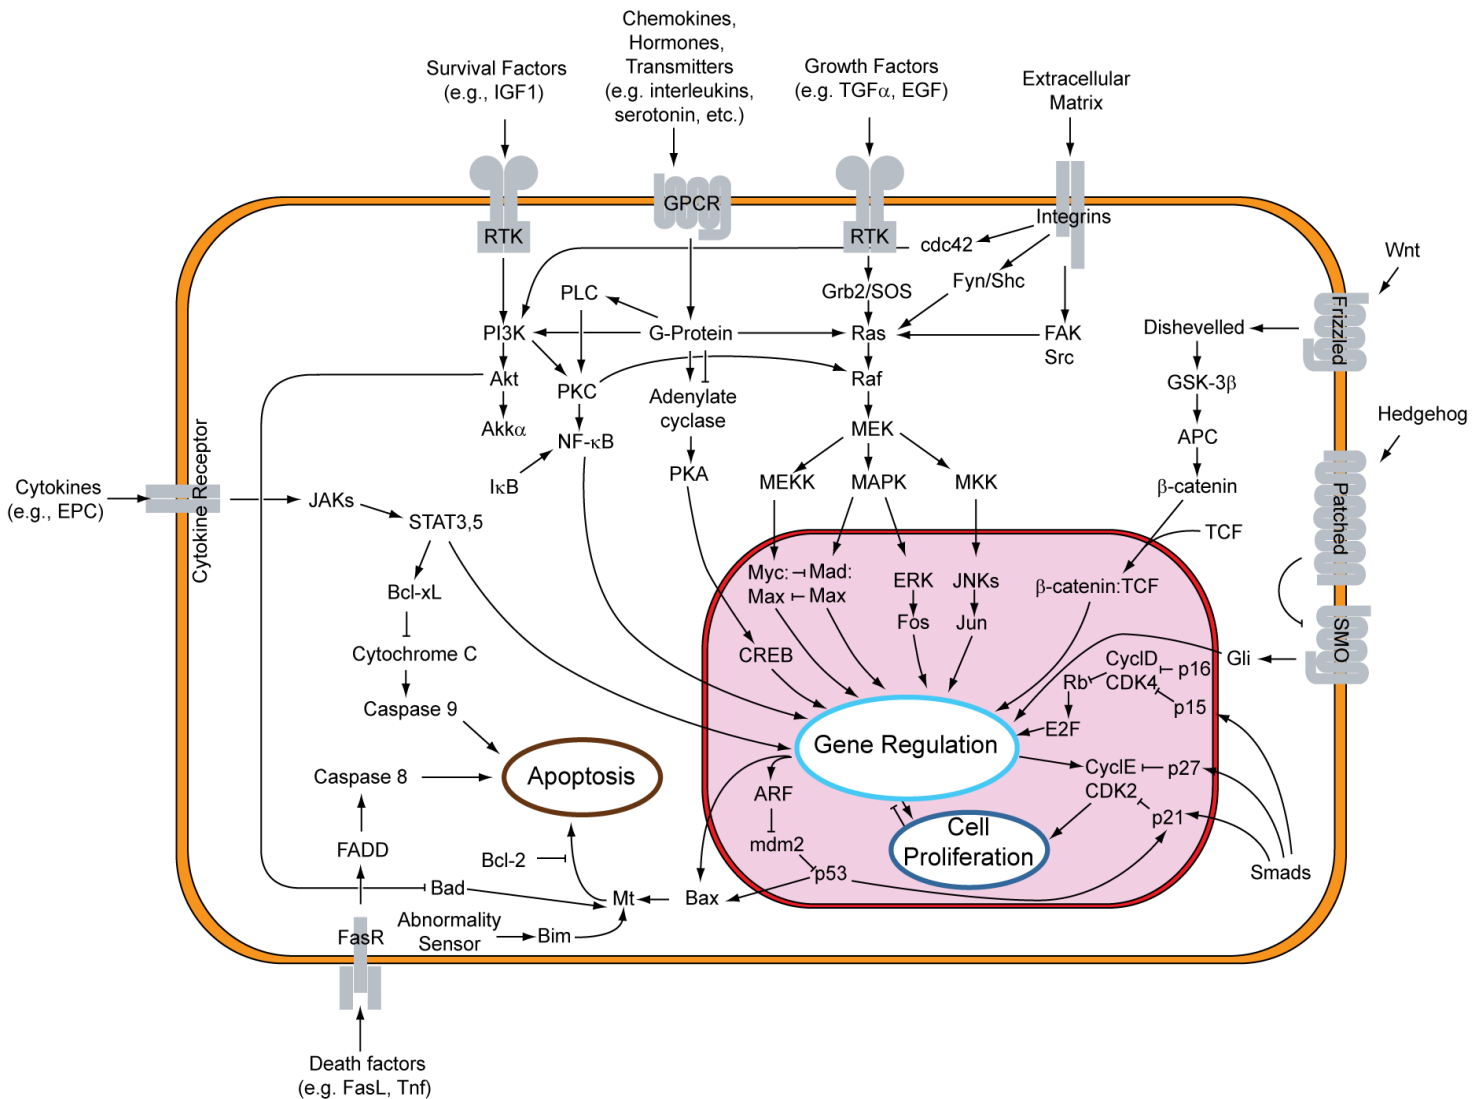 Chemokines,
Hormones,
Transmitters
(e.g. interleukins,
serotonin, etc.)
Survival Factors
(e.g., IGF1)
Growth Factors
(e.g. TGFα, EGF)
Extracellular
Matrix
RTK
GPCR
RTK
Integrins
cdc42
Wnt
Fyn/Shc
PLC
Grb2/SOS
Frizzled
PI3K
G-Protein
Ras
FAK
Src
Dishevelled
Akt
PKC
Adenylate
cyclase
Raf
GSK-3β
Hedgehog
Akkα
NF-κB
MEK
APC
Cytokine Receptor
IκB
PKA
MEKK
MAPK
MKK
β-catenin
Cytokines
(e.g., EPC)
JAKs
STAT3,5
TCF
Patched
Myc:
Mad:
Max
Max
ERK
JNKs
β-catenin:TCF
Bcl-xL
Fos
Jun
SMO
Cytochrome C
CREB
CyclD
CDK4
p16
Gli
Rb
Caspase 9
p15
E2F
Gene Regulation
Caspase 8
Apoptosis
CyclE
CDK2
p27
ARF
p21
Cell
Proliferation
FADD
Bcl-2
mdm2
p53
Smads
Bad
Mt
Bax
Abnormality
Sensor
Bim
FasR
Death factors
(e.g. FasL, Tnf)